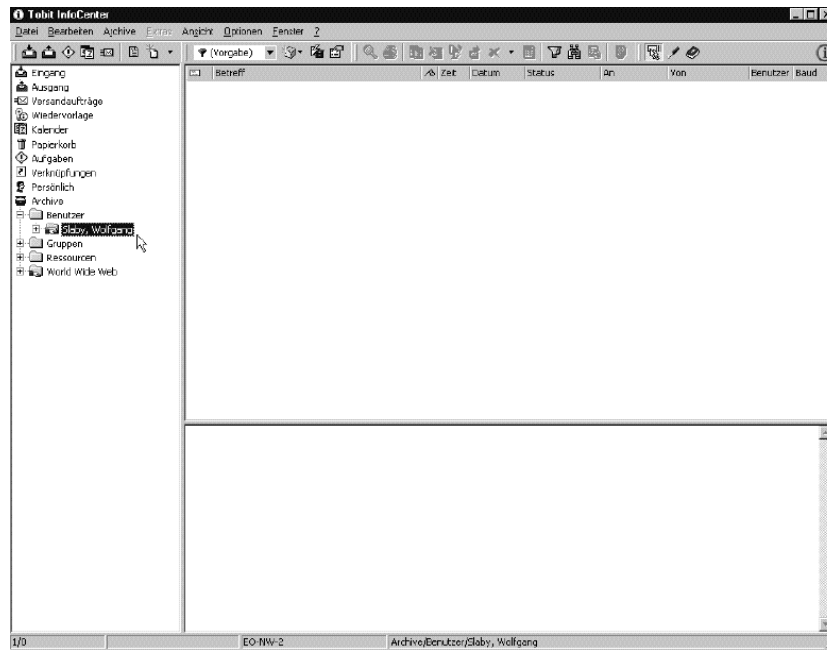 Tobit InfoCenter
Datei Bearbeiten Archive Extras Ansicht Optionen Fenster ?
(Vorgabe)
Betreff Zeit Datum Status An Von Benutzer Baud
Eingang
Ausgang
Versandaufträge
Wiedervorlage
Kalender
Papierkorb
Aufgaben
Verknüpfungen
Persönlich
Archive
Benutzer
Slaby, Wolfgang
Gruppen
Ressourcen
World Wide Web
1/0 EO-NW-2 Archive/Benutzer/Slaby, Wolfgang